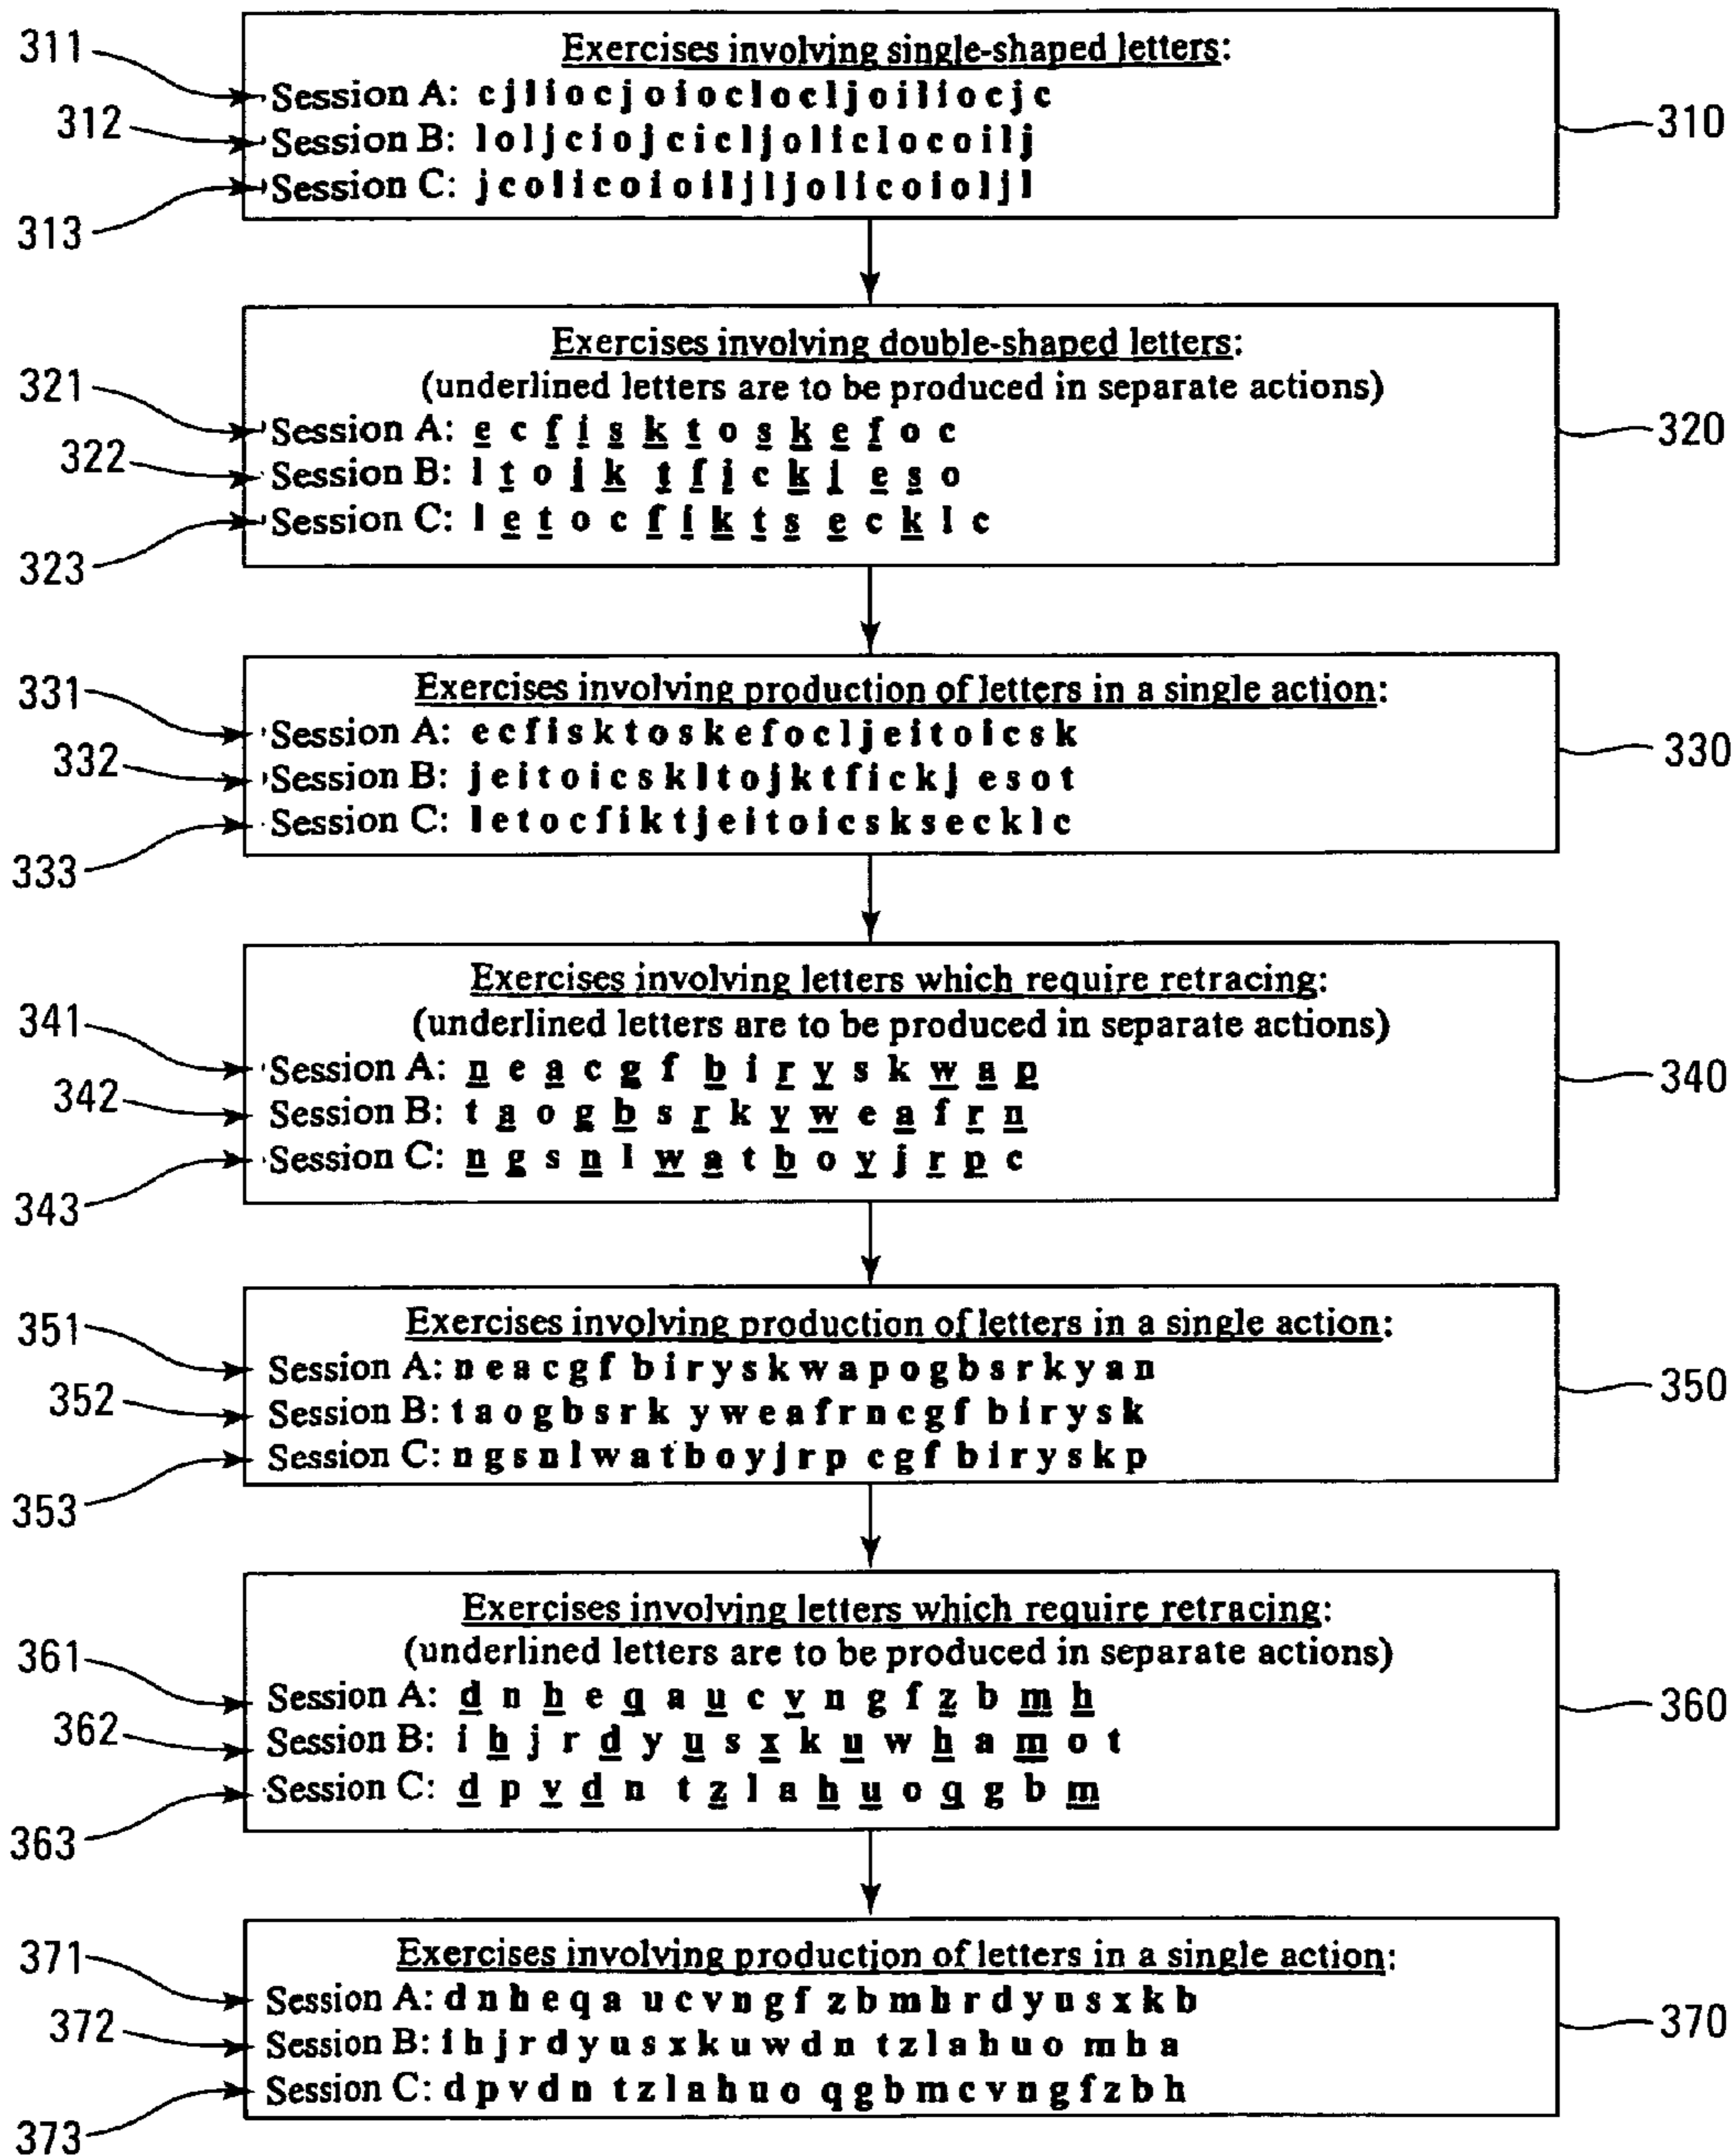 Exercises involving single-shaped letters:
311
Session A: c j l i o c j o i o c l o c l j o i l i o c j c
312
Session B: l o l j c i o j c i c l j o l i c l o c o i l j
310
Session C: j c o l i c o i o i l j l j o l i c o i o l j l
313
Exercises involving double-shaped letters:
(underlined letters are to be produced in separate actions)
321
Session A: e c f i s k t o s k e f o c
320
322
Session B: l t o j k t f i c k j e s o
Session C: l e t o c f i k t s e c k l c
323
Exercises involving production of letters in a single action:
331
Session A: e c f i s k t o s k e f o c l j e i t o i c s k
332
330
Session B: j e i t o i c s k l t o j k t f i c k j e s o t
Session C: l e t o c f i k t j e i t o i c s k s e c k l c
333
Exercises involving letters which require retracing:
(underlined letters are to be produced in separate actions)
341
Session A: n e a c g f b i r y s k w a p
340
342
Session B: t a o g b s r k y w e a f r n
Session C: n g s n l w a t b o y j r p c
343
Exercises involving production of letters in a single action:
351
Session A: n e a c g f b i r y s k w a p o g b s r k y a n
350
352
Session B: t a o g b s r k y w e a f r n c g f b i r y s k
Session C: n g s n l w a t b o y j r p c g f b i r y s k p
353
Exercises involving letters which require retracing:
(underlined letters are to be produced in separate actions)
361
Session A: d n h e q a u c v n g f z b m h
360
362
Session B: i h j r d y u s x k u w h a m o t
Session C: d p v d n t z l a h u o q g b m
363
Exercises involving production of letters in a single action:
371
Session A: d n h e q a u c v n g f z b m h r d y u s x k b
370
372
Session B: i h j r d y u s x k u w d n t z l a h u o m h a
Session C: d p v d n t z l a h u o q g b m c v n g f z b h
373